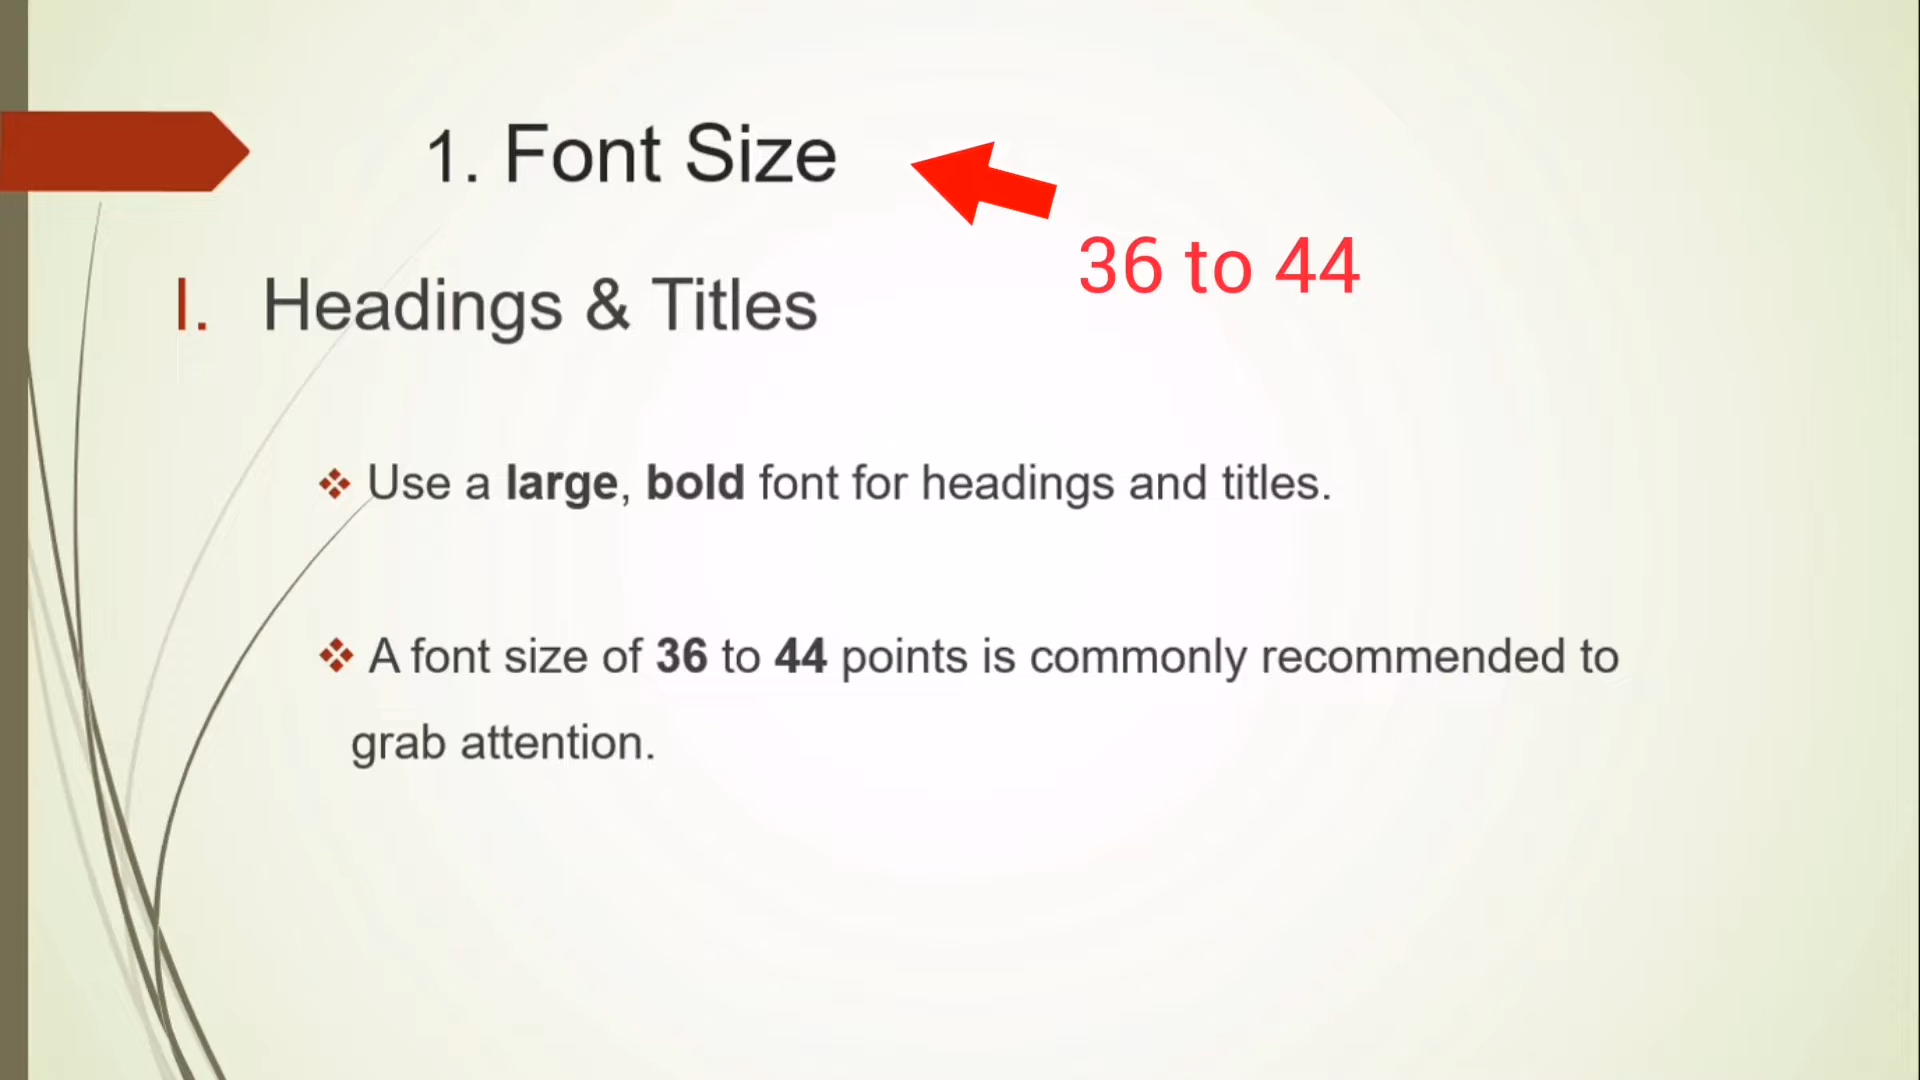 1. Font Size
36 to 44
I. Headings & Titles
Use a large, bold font for headings and titles.
A font size of 36 to 44 points is commonly recommended to
grab attention.